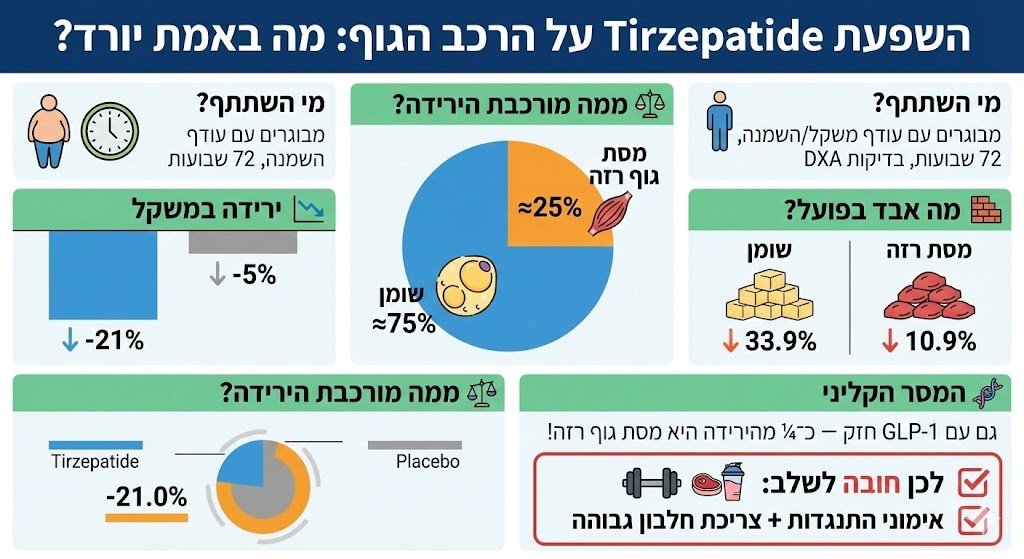 השפעת Tirzepatide על הרכב הגוף: מה באמת יורד?
מי השתתף?
מבוגרים עם עודף משקל/השמנה,
72 שבועות, בדיקות DXA
ממה מורכבת הירידה?
מסת
גוף רזה
≈25%
שומן
≈75%
מי השתתף?
מבוגרים עם עודף
השמנה, 72 שבועות
מה אבד בפועל?
מסת רזה
↓ 10.9%
שומן
↓ 33.9%
ירידה במשקל
↓ -5%
↓ -21%
המסר הקליני
גם עם GLP-1 חזק – כ־¼ מהירידה היא מסת גוף רזה!
לכן חובה לשלב:
אימוני התנגדות + צריכת חלבון גבוהה
ממה מורכבת הירידה?
Placebo
Tirzepatide
-21.0%